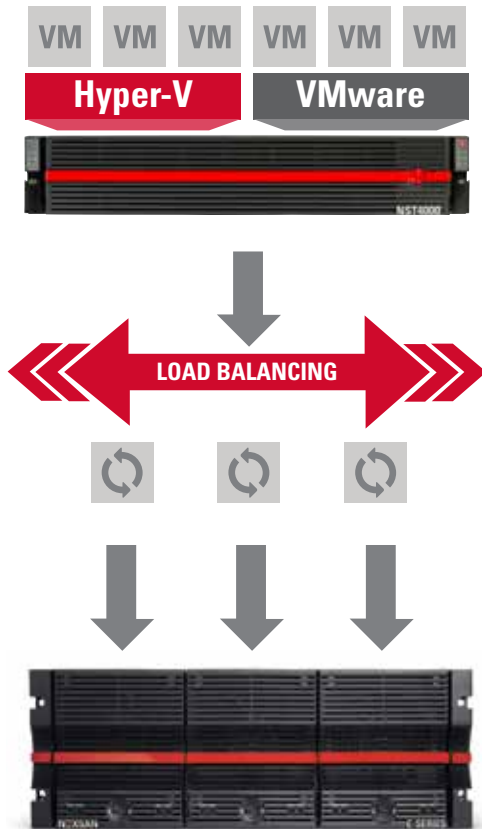 VM VM VM VM VM VM
Hyper-V VMware
NST4000
LOAD BALANCING
NEXSAN E SERIES